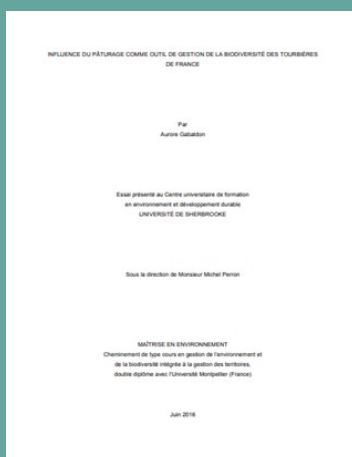 INFLUENCE DU PÂTURAGE COMME OUTIL DE GESTION DE LA BIODIVERSITÉ DES TOURBIÈRES
DE FRANCE
Par
Aurore Gabaldon
Essai présenté au Centre universitaire de formation
en environnement et développement durable
UNIVERSITÉ DE SHERBROOKE
Sous la direction de Monsieur Michel Perron
MAÎTRISE EN ENVIRONNEMENT
Cheminement de type cours en gestion de l'environnement et
de la biodiversité intégrée à la gestion des territoires,
double diplôme avec l'Université Montpellier (France)
Juin 2016